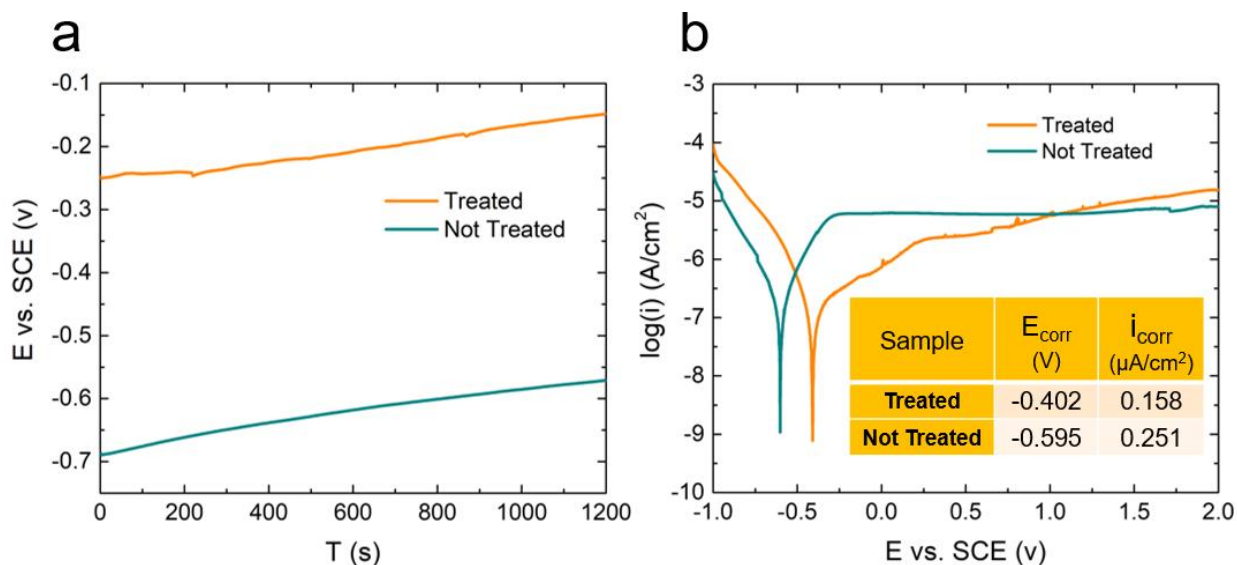 a
-0.1
-0.2
-0.3
-0.4
-0.5
-0.6
-0.7
E vs. SCE (v)
Treated
Not Treated
0 200 400 600 800 1000 1200
T (s)
b
-3
-4
-5
-6
-7
-8
-9
-10
log(i) (A/cm²)
Treated
Not Treated
Sample Ecorr (V) icorr (µA/cm²)
Treated -0.402 0.158
Not Treated -0.595 0.251
-1.0 -0.5 0.0 0.5 1.0 1.5 2.0
E vs. SCE (v)